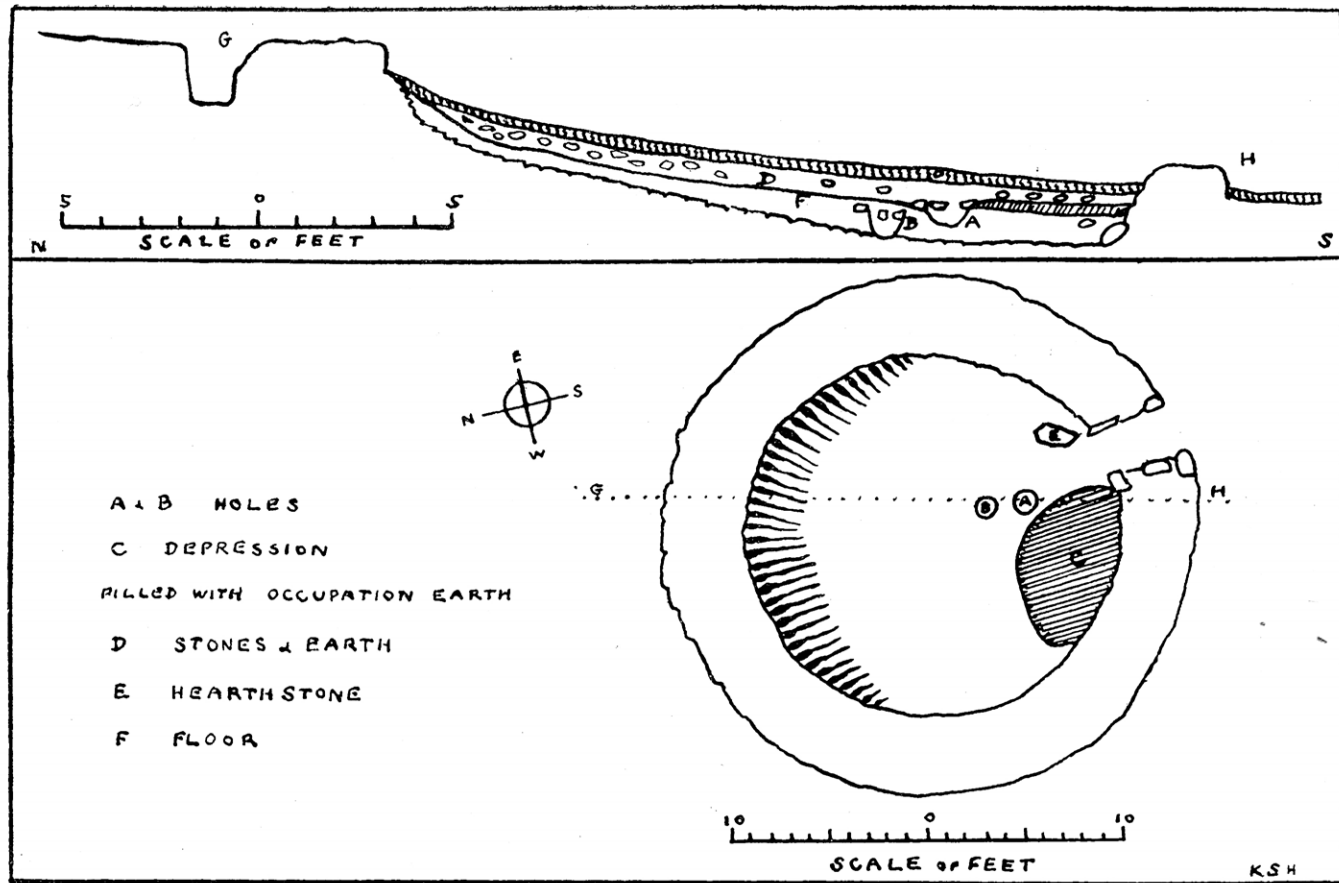 G
H
D
F
B
A
5 0 5
SCALE OF FEET
N
S
E
N S
W
G
E
B
A
H
C
A & B HOLES
C DEPRESSION
FILLED WITH OCCUPATION EARTH
D STONES & EARTH
E HEARTHSTONE
F FLOOR
10 0 10
SCALE OF FEET
KSH